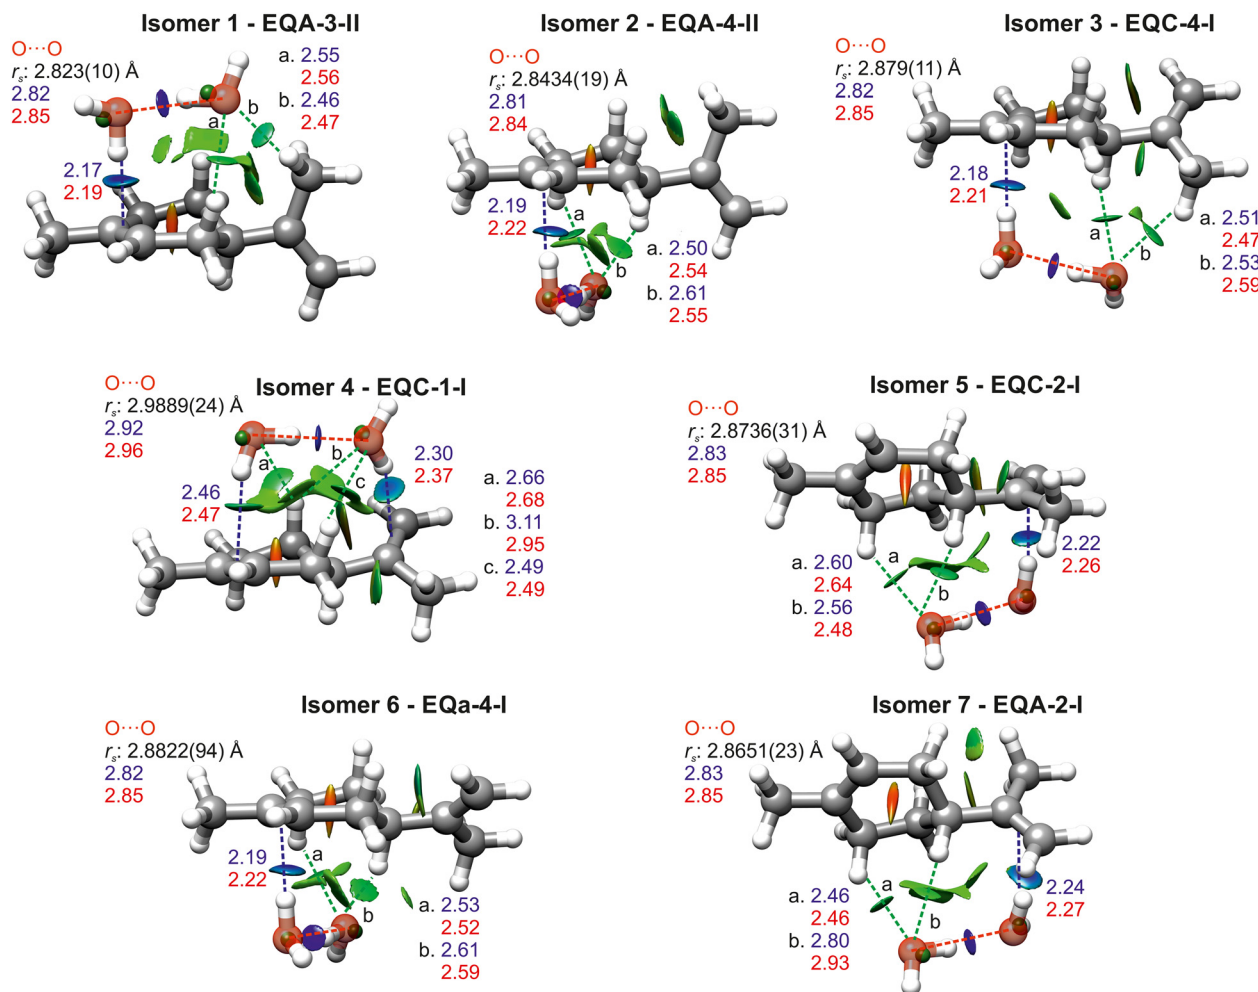 Isomer 1 - EQA-3-II
O···O
rs: 2.823(10) Å
2.82
2.85
a. 2.55
2.56
b. 2.46
2.47
a
b
2.17
2.19
Isomer 2 - EQA-4-II
O···O
rs: 2.8434(19) Å
2.81
2.84
2.19
2.22
a
b
a. 2.50
2.54
b. 2.61
2.55
Isomer 3 - EQC-4-I
O···O
rs: 2.879(11) Å
2.82
2.85
2.18
2.21
a
b
a. 2.51
2.47
b. 2.53
2.59
Isomer 4 - EQC-1-I
O···O
rs: 2.9889(24) Å
2.92
2.96
a
b
c
2.30
2.37
2.46
2.47
a. 2.66
2.68
b. 3.11
2.95
c. 2.49
2.49
Isomer 5 - EQC-2-I
O···O
rs: 2.8736(31) Å
2.83
2.85
2.22
2.26
a
b
a. 2.60
2.64
b. 2.56
2.48
Isomer 6 - EQa-4-I
O···O
rs: 2.8822(94) Å
2.82
2.85
2.19
2.22
a
b
a. 2.53
2.52
b. 2.61
2.59
Isomer 7 - EQA-2-I
O···O
rs: 2.8651(23) Å
2.83
2.85
a
b
a. 2.46
2.46
b. 2.80
2.93
2.24
2.27